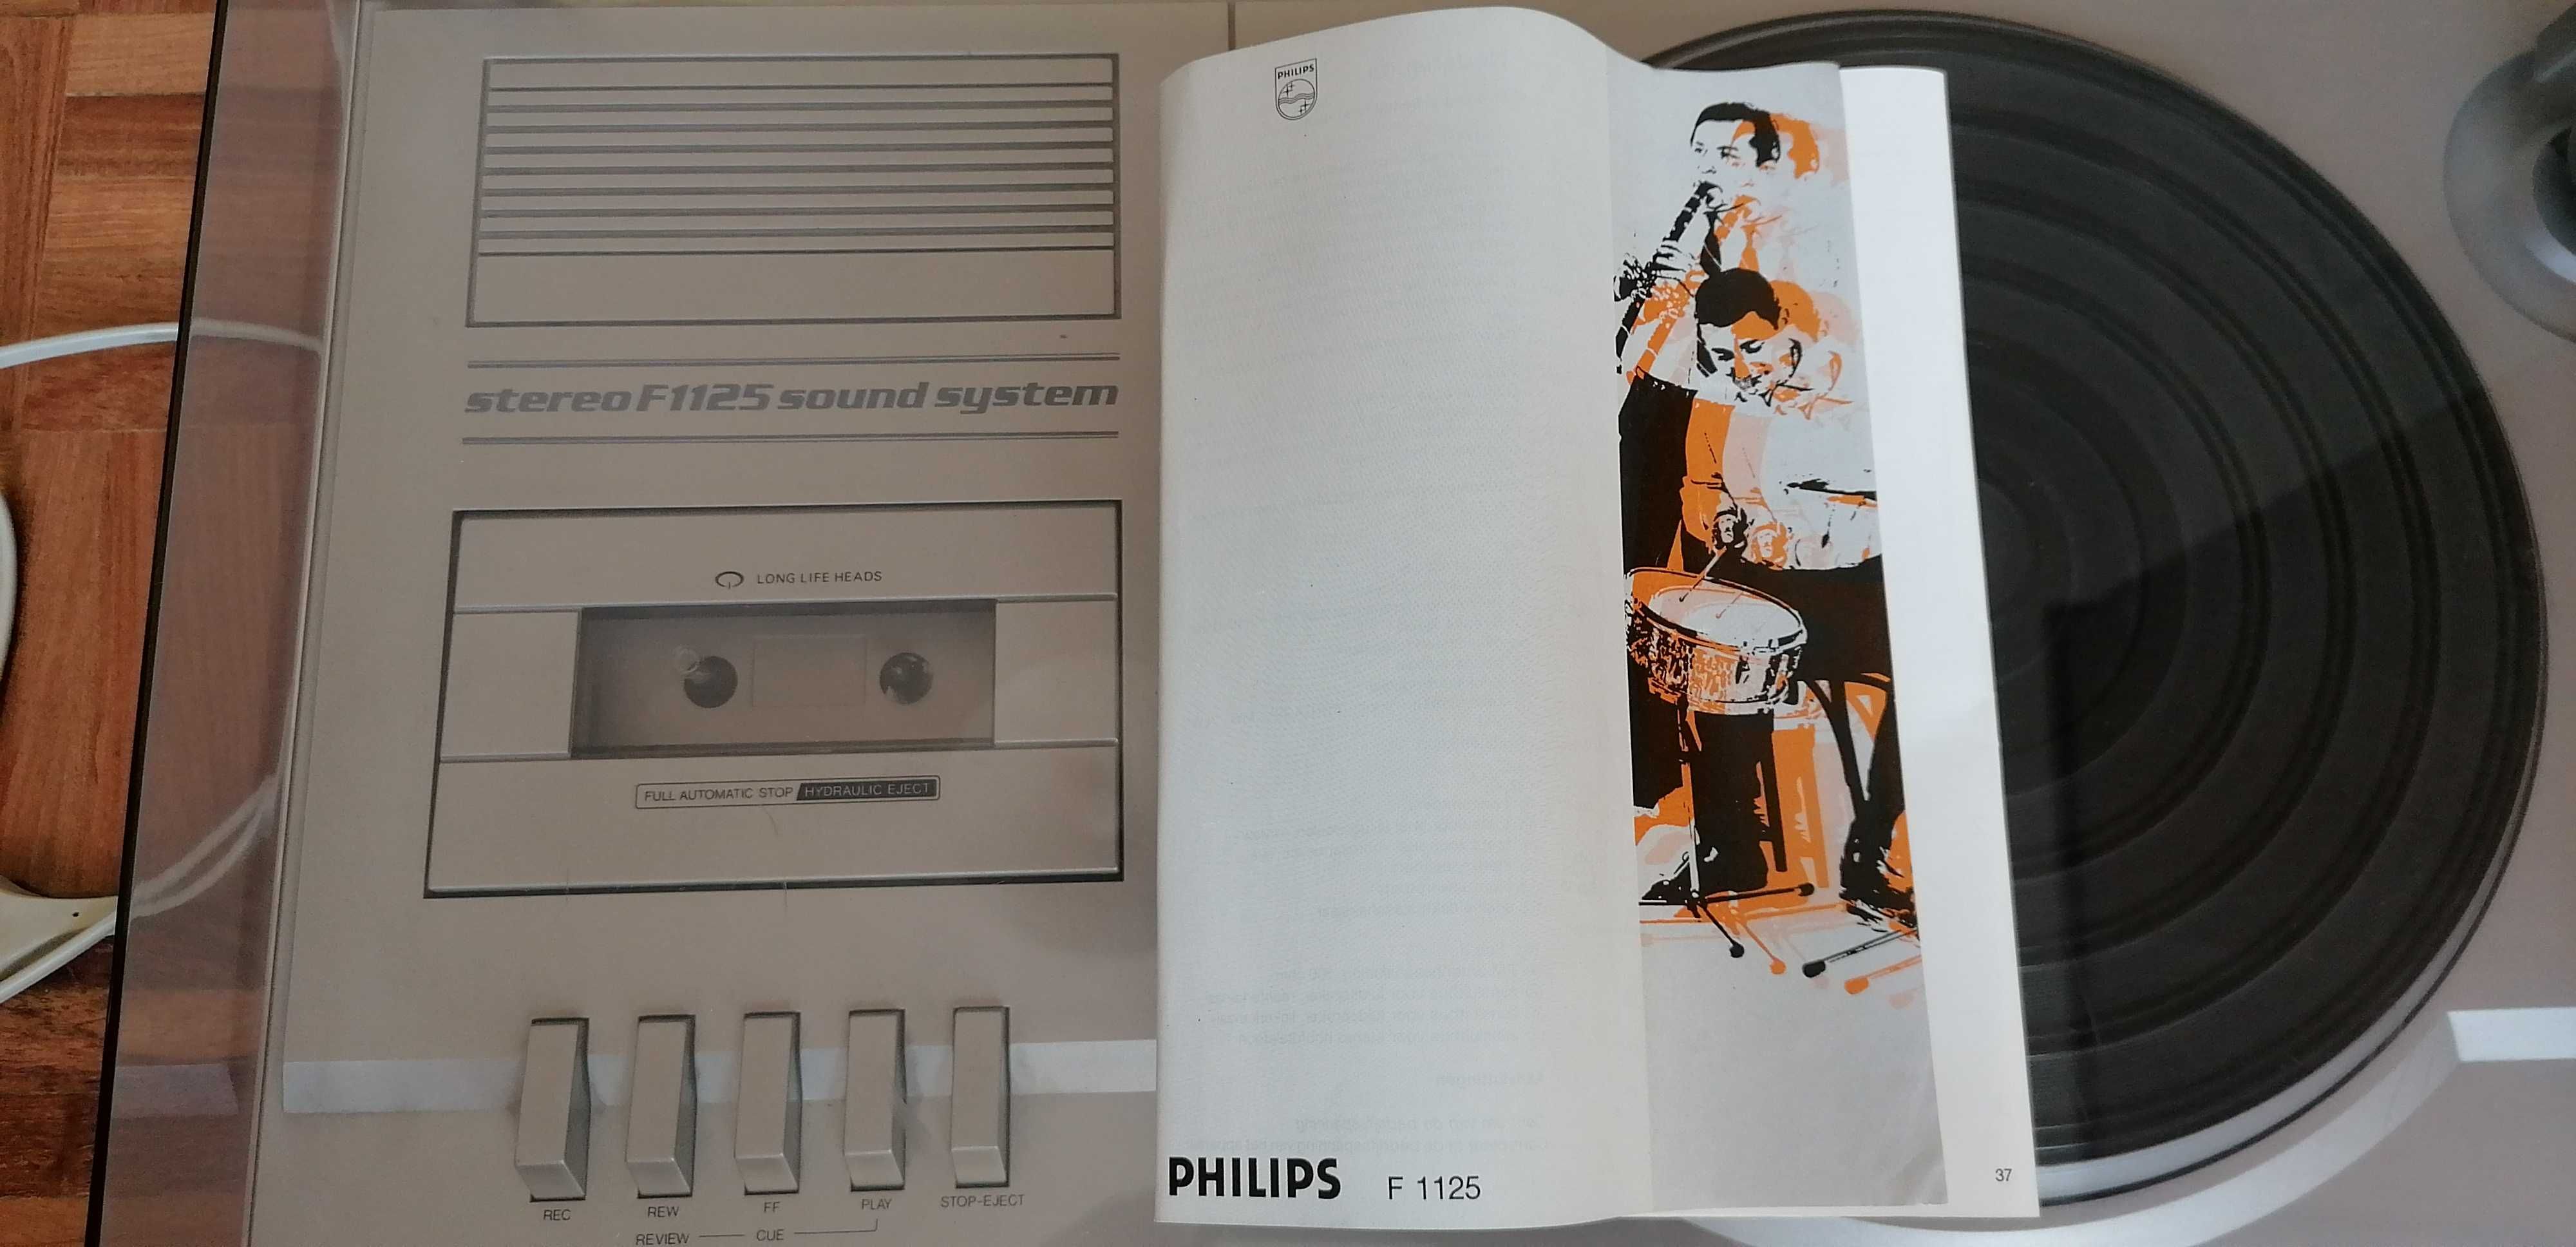 stereo F1125 sound system
LONG LIFE HEADS
FULL AUTOMATIC STOP HYDRAULIC EJECT
REC REW FF PLAY STOP-EJECT
REVIEW CUE
PHILIPS
PHILIPS F 1125
37